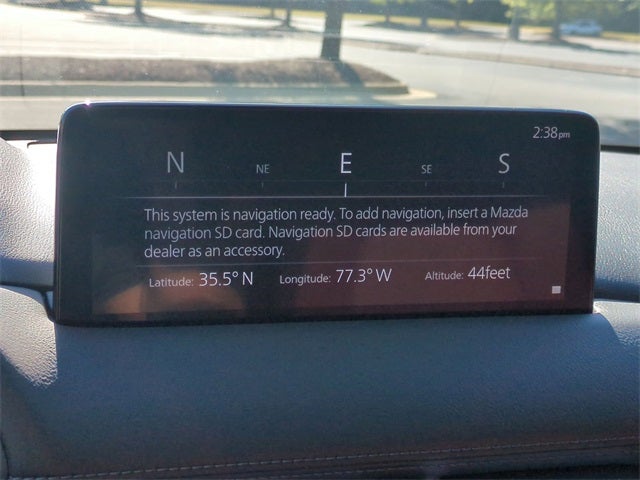 2:38pm
N NE E SE S
This system is navigation ready. To add navigation, insert a Mazda
navigation SD card. Navigation SD cards are available from your
dealer as an accessory.
Latitude: 35.5° N Longitude: 77.3° W Altitude: 44feet